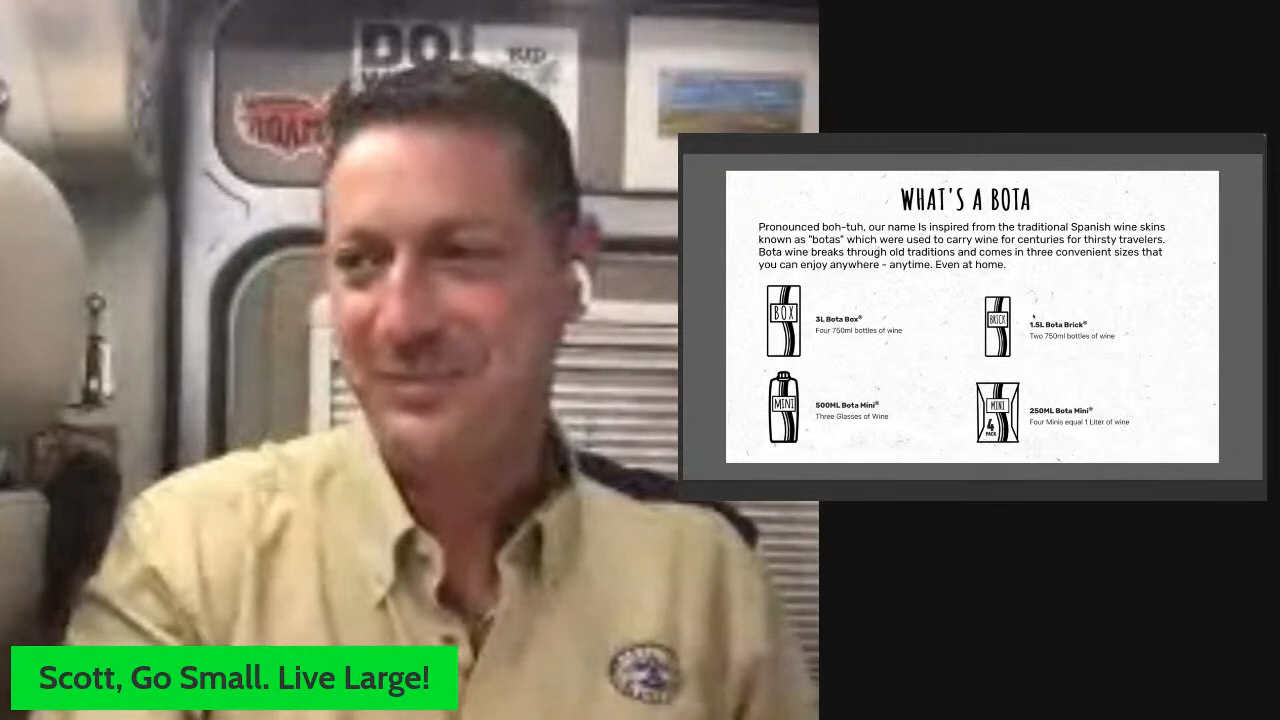 DO
ROAM
WHAT'S A BOTA
Pronounced boh-tuh, our name Is inspired from the traditional Spanish wine skins
known as "botas" which were used to carry wine for centuries for thirsty travelers.
Bota wine breaks through old traditions and comes in three convenient sizes that
you can enjoy anywhere - anytime. Even at home.
BOX
3L Bota Box®
Four 750ml bottles of wine
BRICK
1.5L Bota Brick®
Two 750ml bottles of wine
MINI
500ML Bota Mini®
Three Glasses of Wine
MINI
4
PACK
250ML Bota Mini®
Four Minis equal 1 Liter of wine
Scott, Go Small. Live Large!